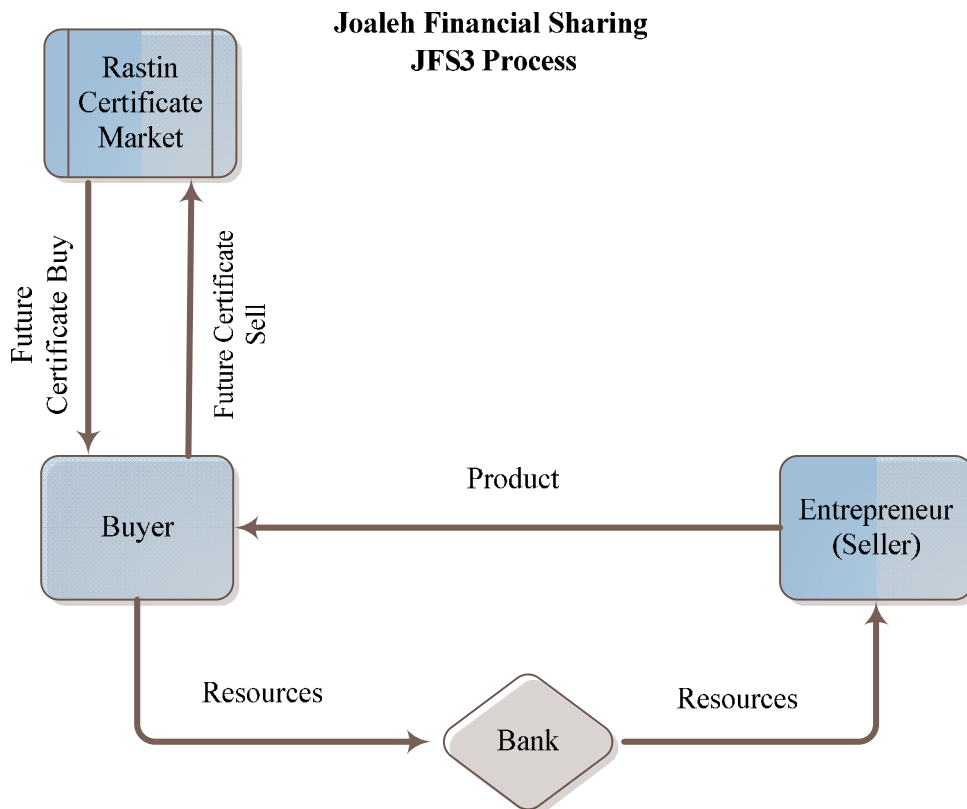 Joaleh Financial Sharing
JFS3 Process
Rastin
Certificate
Market
Future
Certificate Buy
Future Certificate
Sell
Buyer
Product
Entrepreneur
(Seller)
Resources
Bank
Resources